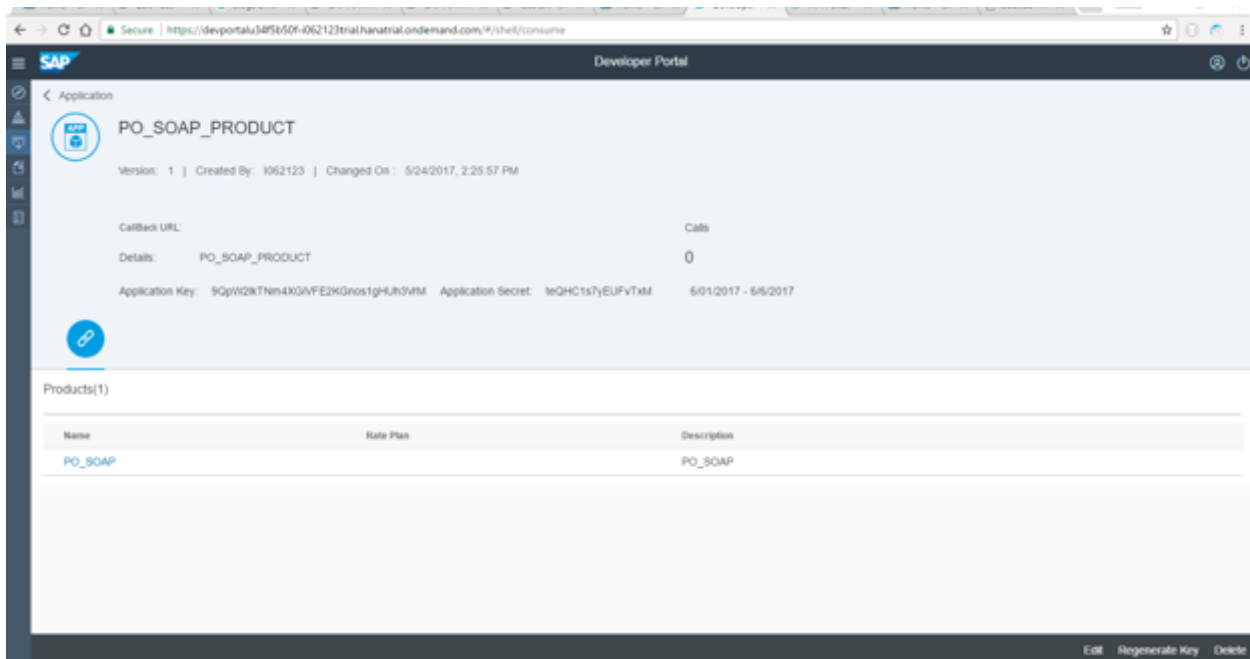 Secure | https://devportalu34f5b50f-i062123trial.hanatrial.ondemand.com/#/shell/consume
SAP Developer Portal
Application
PO_SOAP_PRODUCT
Version: 1 | Created By: I062123 | Changed On : 5/24/2017, 2:25:57 PM
CallBack URL: Calls
Details: PO_SOAP_PRODUCT 0
Application Key: Application Secret: 6/01/2017 - 6/6/2017
Products(1)
Name Rate Plan Description
PO_SOAP PO_SOAP
Edit Regenerate Key Delete